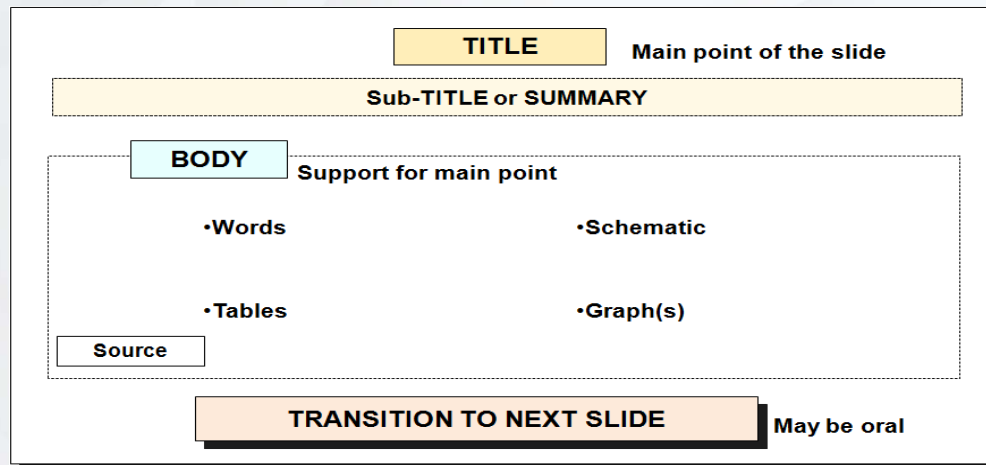 TITLE
Main point of the slide
Sub-TITLE or SUMMARY
BODY
Support for main point
•Words
•Schematic
•Tables
•Graph(s)
Source
TRANSITION TO NEXT SLIDE
May be oral